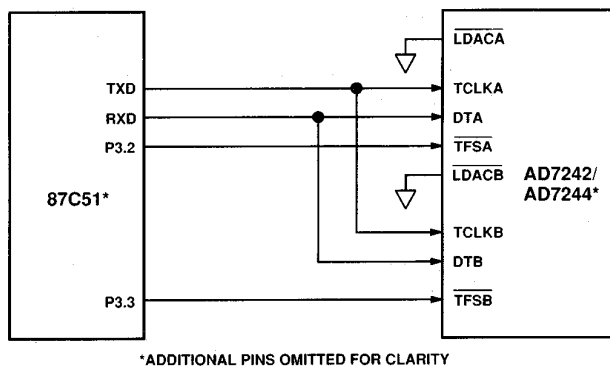 87C51*
TXD
RXD
P3.2
P3.3
LDACA
TCLKA
DTA
TFSA
LDACB
TCLKB
DTB
TFSB
AD7242/
AD7244*
*ADDITIONAL PINS OMITTED FOR CLARITY